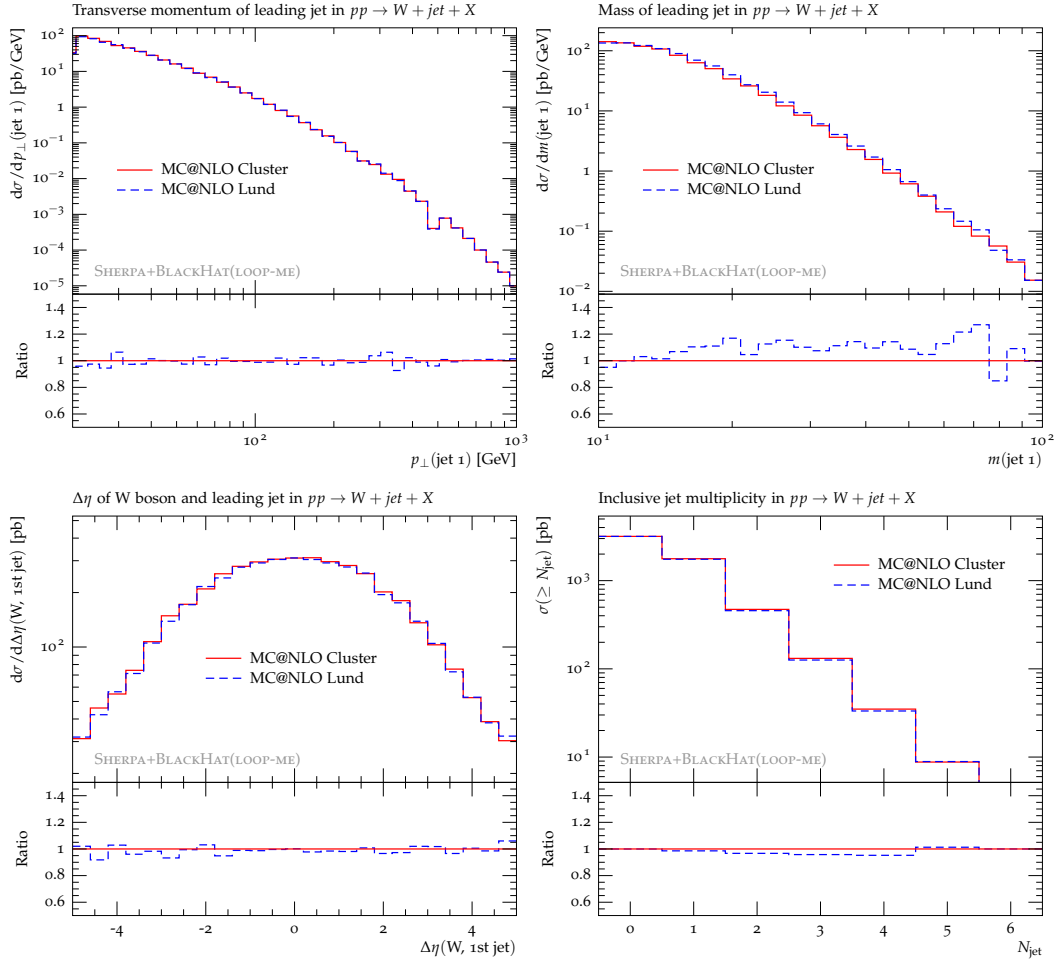 Transverse momentum of leading jet in pp → W + jet + X
dσ/dp⊥(jet 1) [pb/GeV]
10²
10¹
1
10⁻¹
10⁻²
10⁻³
10⁻⁴
10⁻⁵
MC@NLO Cluster
MC@NLO Lund
SHERPA+BLACKHAT(LOOP-ME)
Ratio
1.4
1.2
1
0.8
0.6
10²
10³
p⊥(jet 1) [GeV]
Mass of leading jet in pp → W + jet + X
dσ/dm(jet 1) [pb/GeV]
10²
10¹
1
10⁻¹
10⁻²
MC@NLO Cluster
MC@NLO Lund
SHERPA+BLACKHAT(LOOP-ME)
Ratio
1.4
1.2
1
0.8
0.6
10¹
10²
m(jet 1)
Δη of W boson and leading jet in pp → W + jet + X
dσ/dΔη(W, 1st jet) [pb]
10²
MC@NLO Cluster
MC@NLO Lund
SHERPA+BLACKHAT(LOOP-ME)
Ratio
1.4
1.2
1
0.8
0.6
-4 -2 0 2 4
Δη(W, 1st jet)
Inclusive jet multiplicity in pp → W + jet + X
σ(≥ N_jet) [pb]
10³
10²
10¹
MC@NLO Cluster
MC@NLO Lund
SHERPA+BLACKHAT(LOOP-ME)
Ratio
1.4
1.2
1
0.8
0.6
0 1 2 3 4 5 6
N_jet